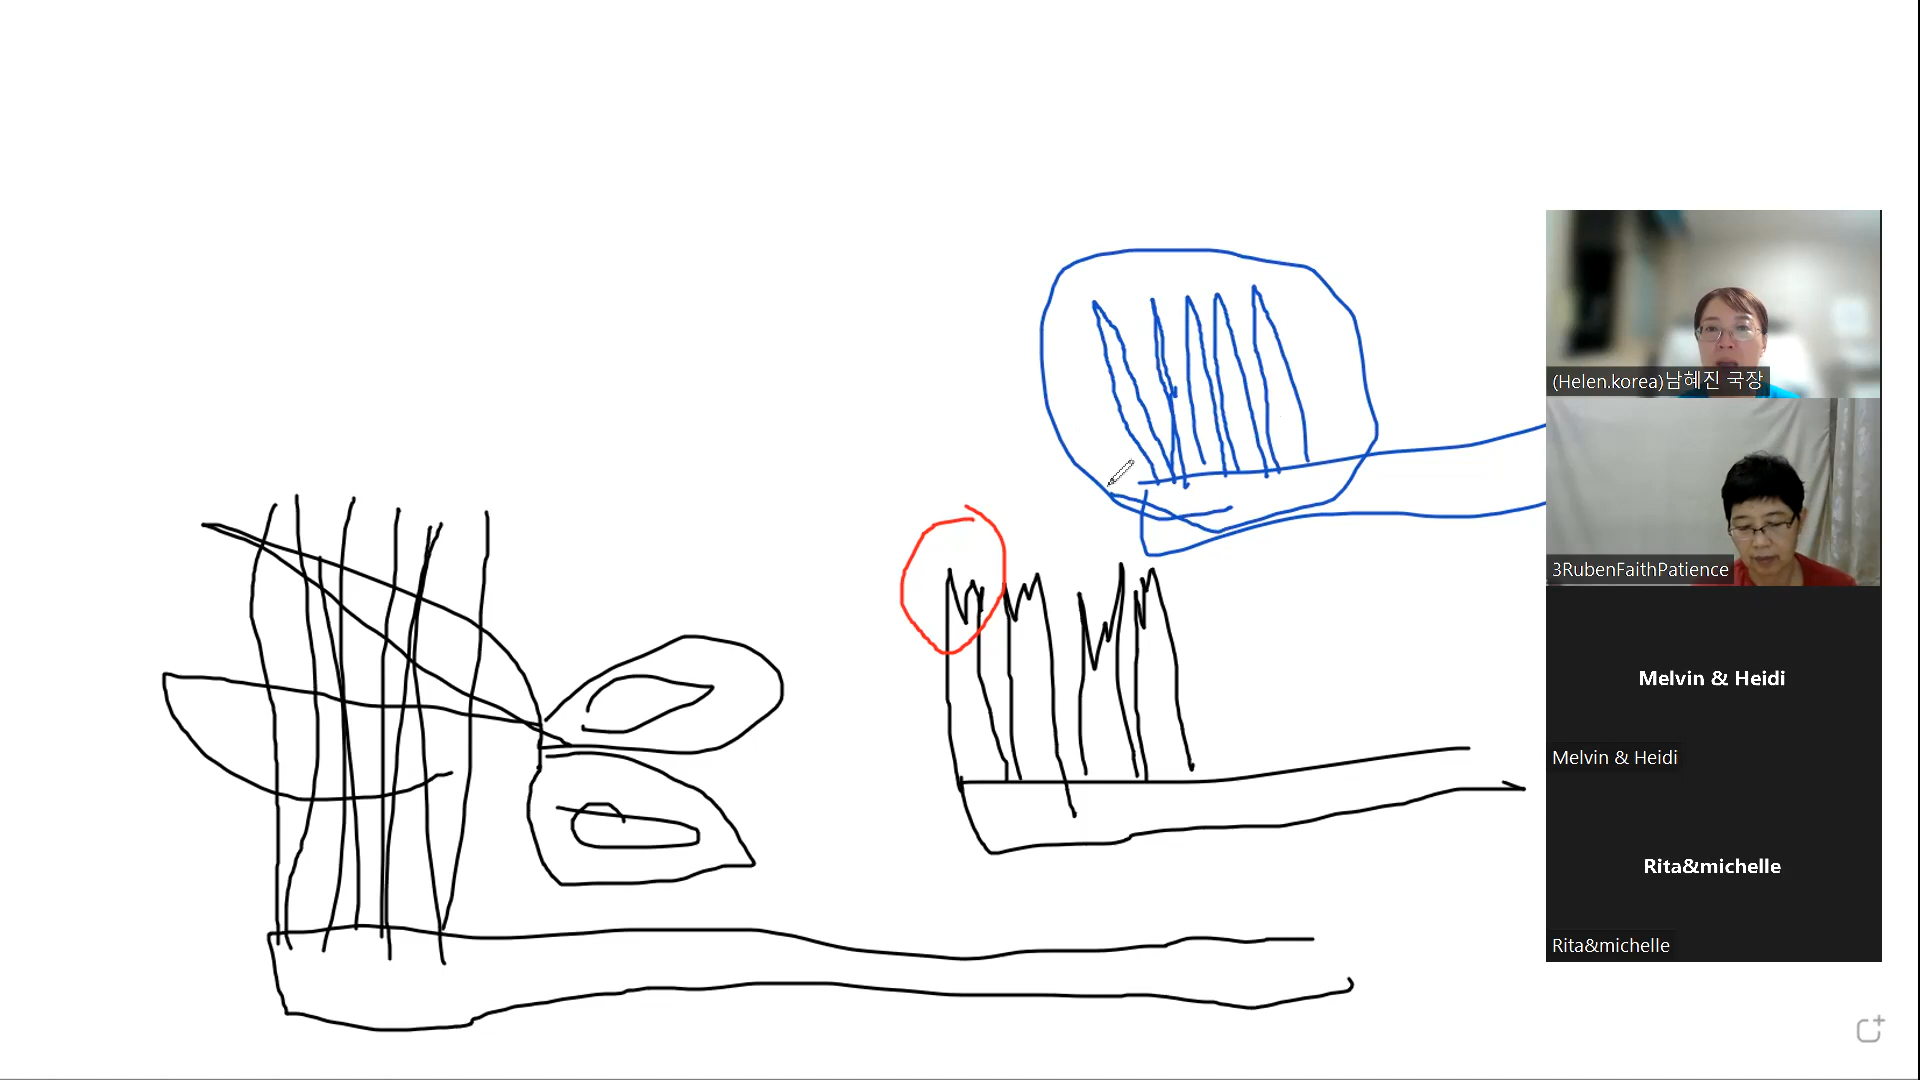 (Helen.korea)남혜진 국장
3RubenFaithPatience
Melvin & Heidi
Melvin & Heidi
Rita&michelle
Rita&michelle